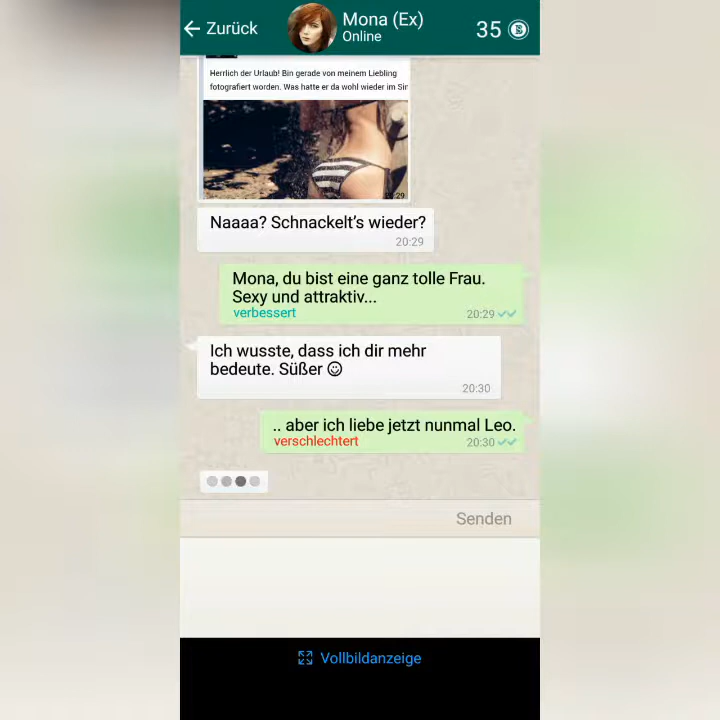 Zurück
Mona (Ex)
35
Online
Herrlich der Urlaub! Bin gerade von meinem Liebling
fotografiert worden. Was hatte er da wohl wieder im Sin
20:29
Naaaa? Schnackelt’s wieder?
20:29
Mona, du bist eine ganz tolle Frau.
Sexy und attraktiv...
verbessert 20:29
Ich wusste, dass ich dir mehr
bedeute. Süßer ☺
20:30
.. aber ich liebe jetzt nunmal Leo.
verschlechtert 20:30
Senden
Vollbildanzeige